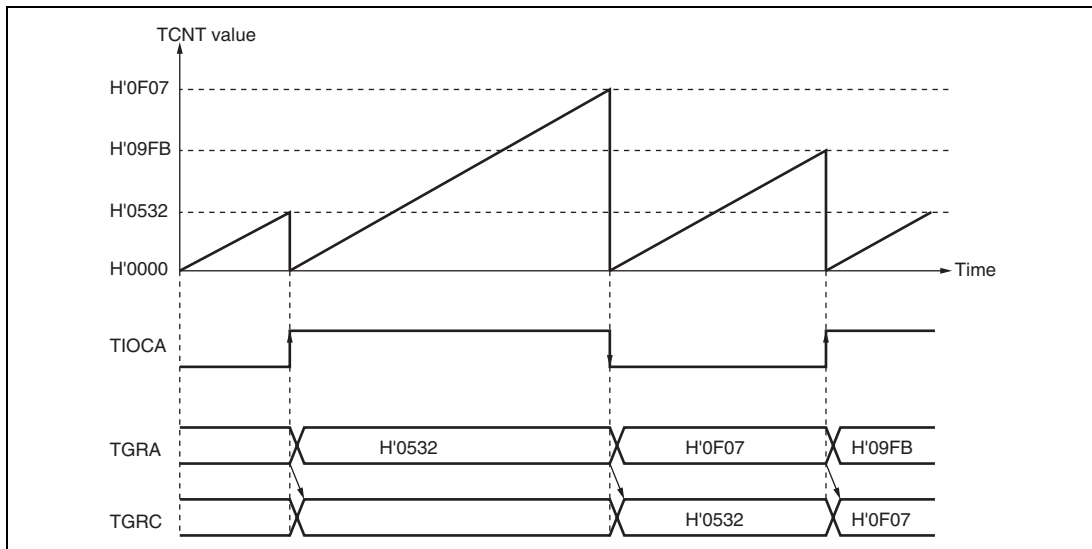 TCNT value
H'0F07
H'09FB
H'0532
H'0000
Time
TIOCA
TGRA H'0532 H'0F07 H'09FB
TGRC H'0532 H'0F07